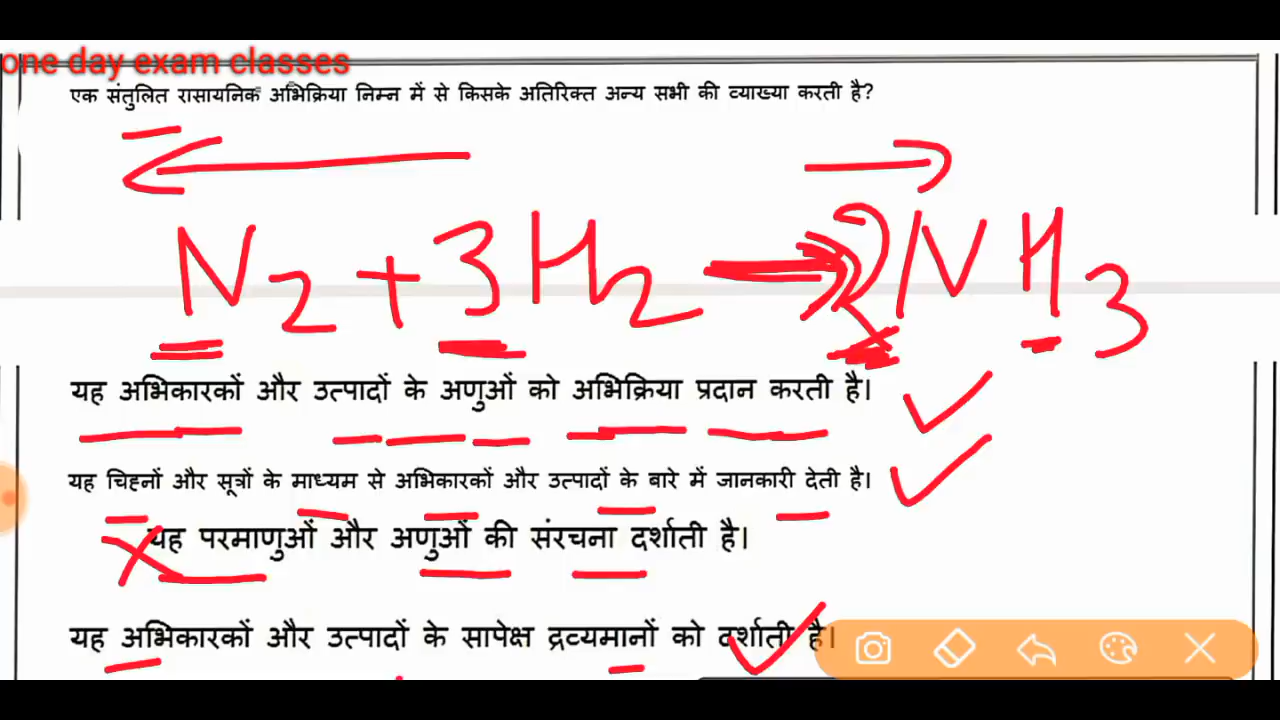 one day exam classes
एक संतुलित रासायनिक अभिक्रिया निम्न में से किसके अतिरिक्त अन्य सभी की व्याख्या करती है?
N2 + 3H2 → 2NH3
यह अभिकारकों और उत्पादों के अणुओं को अभिक्रिया प्रदान करती है।
यह चिह्नों और सूत्रों के माध्यम से अभिकारकों और उत्पादों के बारे में जानकारी देती है।
यह परमाणुओं और अणुओं की संरचना दर्शाती है।
यह अभिकारकों और उत्पादों के सापेक्ष द्रव्यमानों को दर्शाती है।